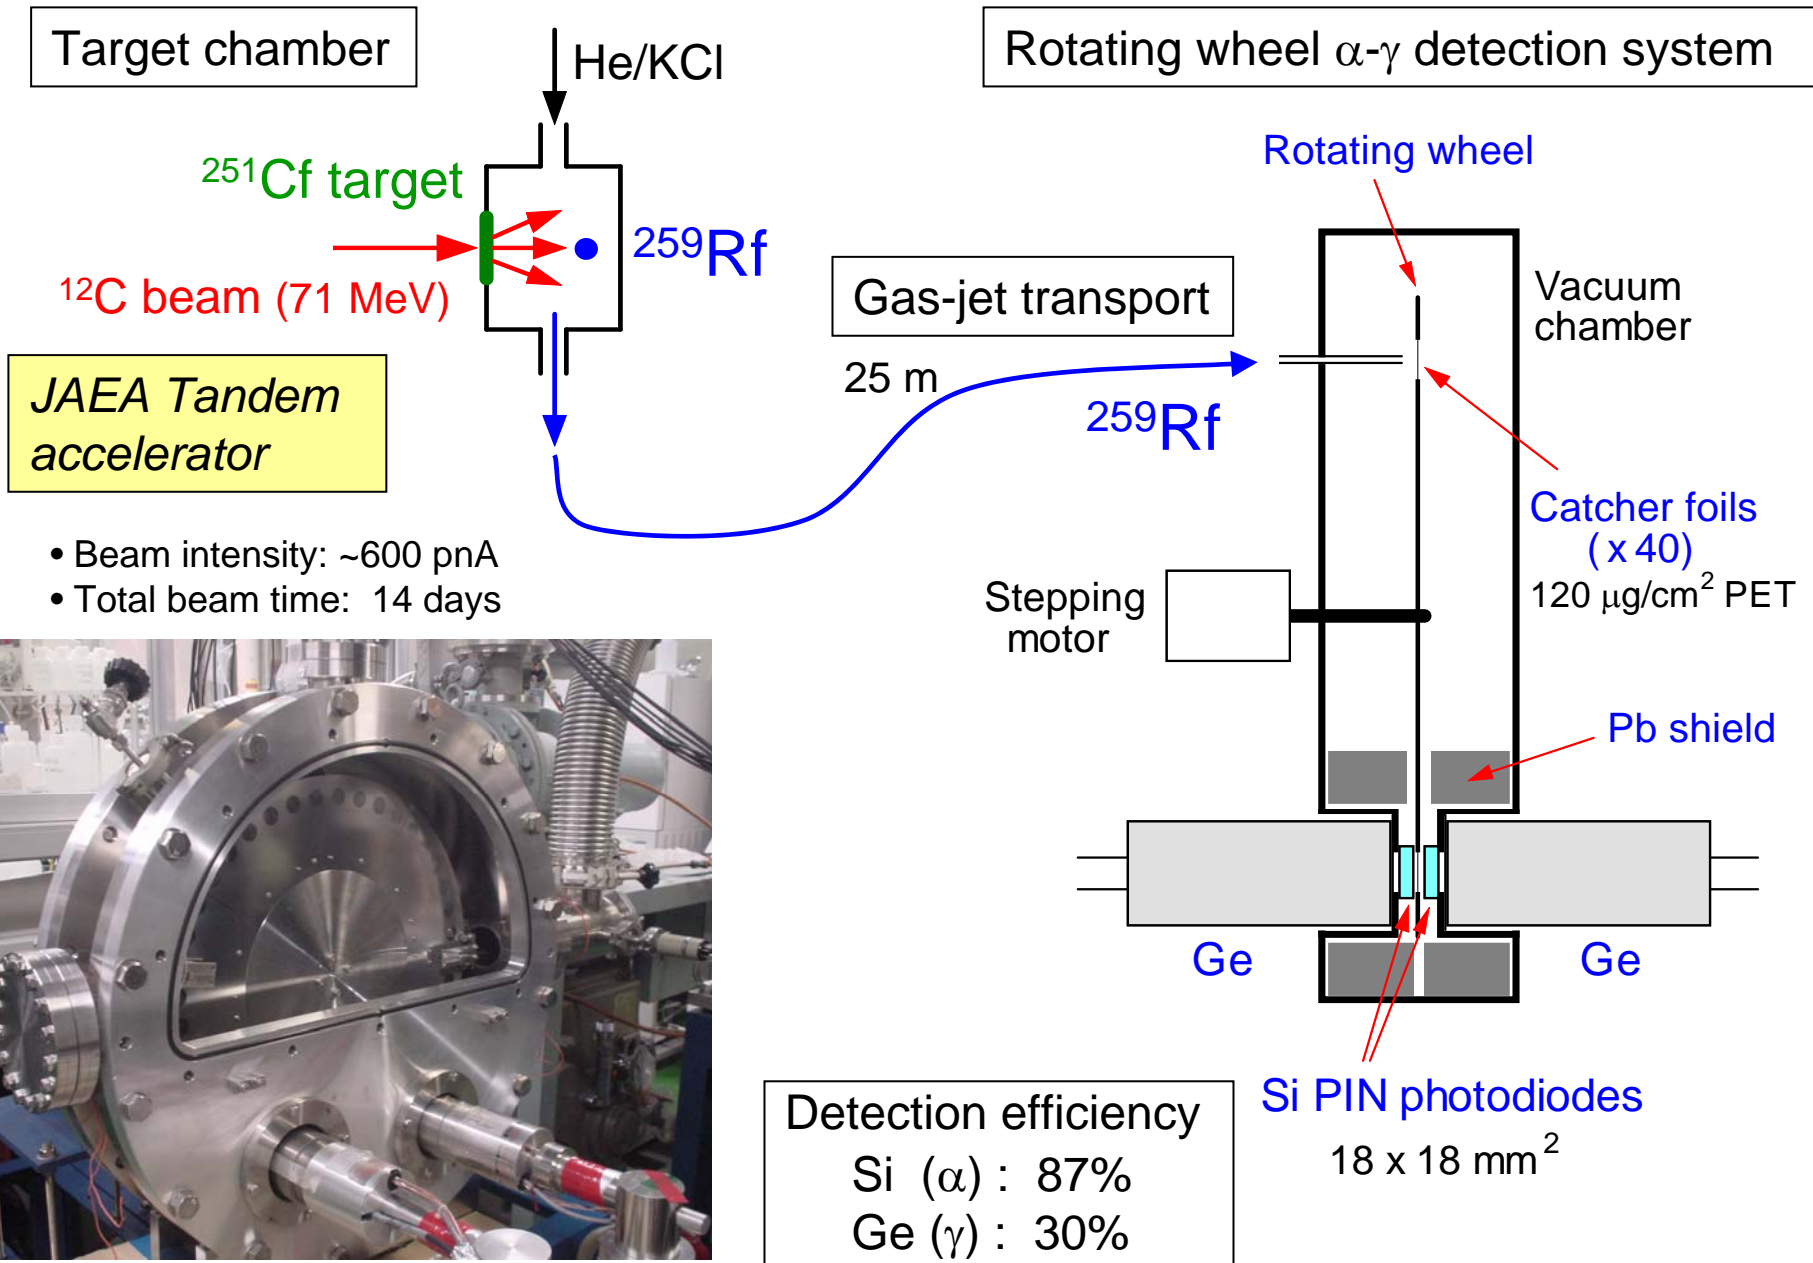 Target chamber
He/KCl
Rotating wheel α-γ detection system
²⁵¹Cf target
Rotating wheel
²⁵⁹Rf
¹²C beam (71 MeV)
Gas-jet transport
Vacuum
chamber
25 m
JAEA Tandem
accelerator
²⁵⁹Rf
Catcher foils
( x 40)
120 μg/cm² PET
• Beam intensity: ~600 pnA
• Total beam time: 14 days
Stepping
motor
Pb shield
Ge
Ge
Si PIN photodiodes
18 x 18 mm²
Detection efficiency
Si (α) : 87%
Ge (γ) : 30%